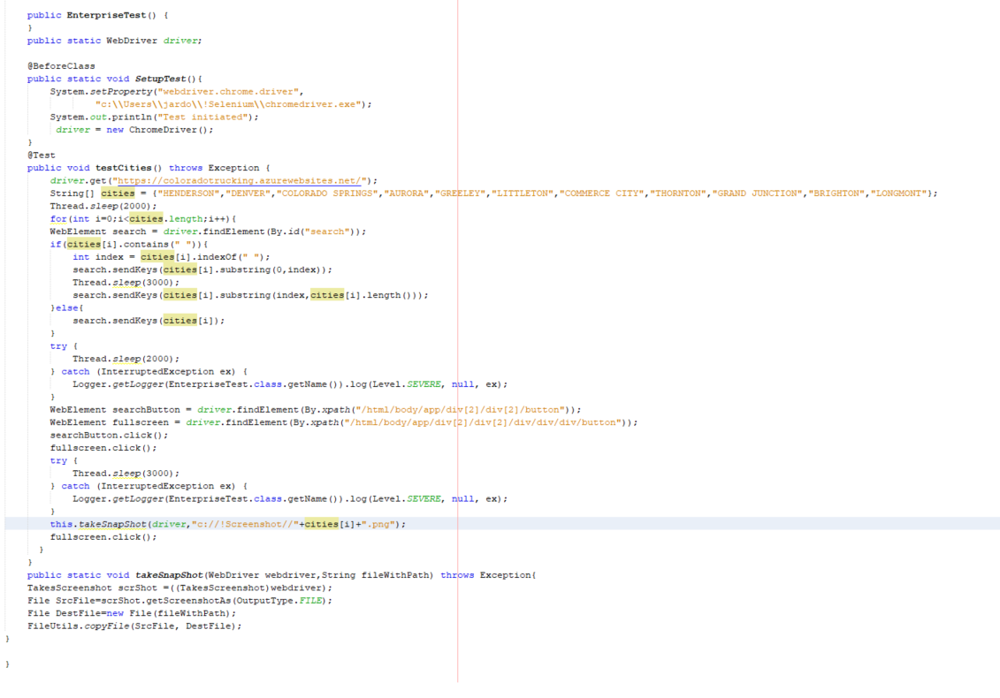 public EnterpriseTest() {
}
public static WebDriver driver;
@BeforeClass
public static void SetupTest(){
System.setProperty("webdriver.chrome.driver",
"c:\\Users\\jardo\\!Selenium\\chromedriver.exe");
System.out.println("Test initiated");
driver = new ChromeDriver();
}
@Test
public void testCities() throws Exception {
driver.get("https://coloradotrucking.azurewebsites.net/");
String[] cities = {"HENDERSON","DENVER","COLORADO SPRINGS","AURORA","GREELEY","LITTLETON","COMMERCE CITY","THORNTON","GRAND JUNCTION","BRIGHTON","LONGMONT"};
Thread.sleep(2000);
for(int i=0;i<cities.length;i++){
WebElement search = driver.findElement(By.id("search"));
if(cities[i].contains(" ")){
int index = cities[i].indexOf(" ");
search.sendKeys(cities[i].substring(0,index));
Thread.sleep(3000);
search.sendKeys(cities[i].substring(index,cities[i].length()));
}else{
search.sendKeys(cities[i]);
}
try {
Thread.sleep(2000);
} catch (InterruptedException ex) {
Logger.getLogger(EnterpriseTest.class.getName()).log(Level.SEVERE, null, ex);
}
WebElement searchButton = driver.findElement(By.xpath("/html/body/app/div[2]/div[2]/button"));
WebElement fullscreen = driver.findElement(By.xpath("/html/body/app/div[2]/div[2]/div/div/div/button"));
searchButton.click();
fullscreen.click();
try {
Thread.sleep(3000);
} catch (InterruptedException ex) {
Logger.getLogger(EnterpriseTest.class.getName()).log(Level.SEVERE, null, ex);
}
this.takeSnapShot(driver,"c://!Screenshot//"+cities[i]+".png");
fullscreen.click();
}
}
public static void takeSnapShot(WebDriver webdriver,String fileWithPath) throws Exception{
TakesScreenshot scrShot =((TakesScreenshot)webdriver);
File SrcFile=scrShot.getScreenshotAs(OutputType.FILE);
File DestFile=new File(fileWithPath);
FileUtils.copyFile(SrcFile, DestFile);
}
}